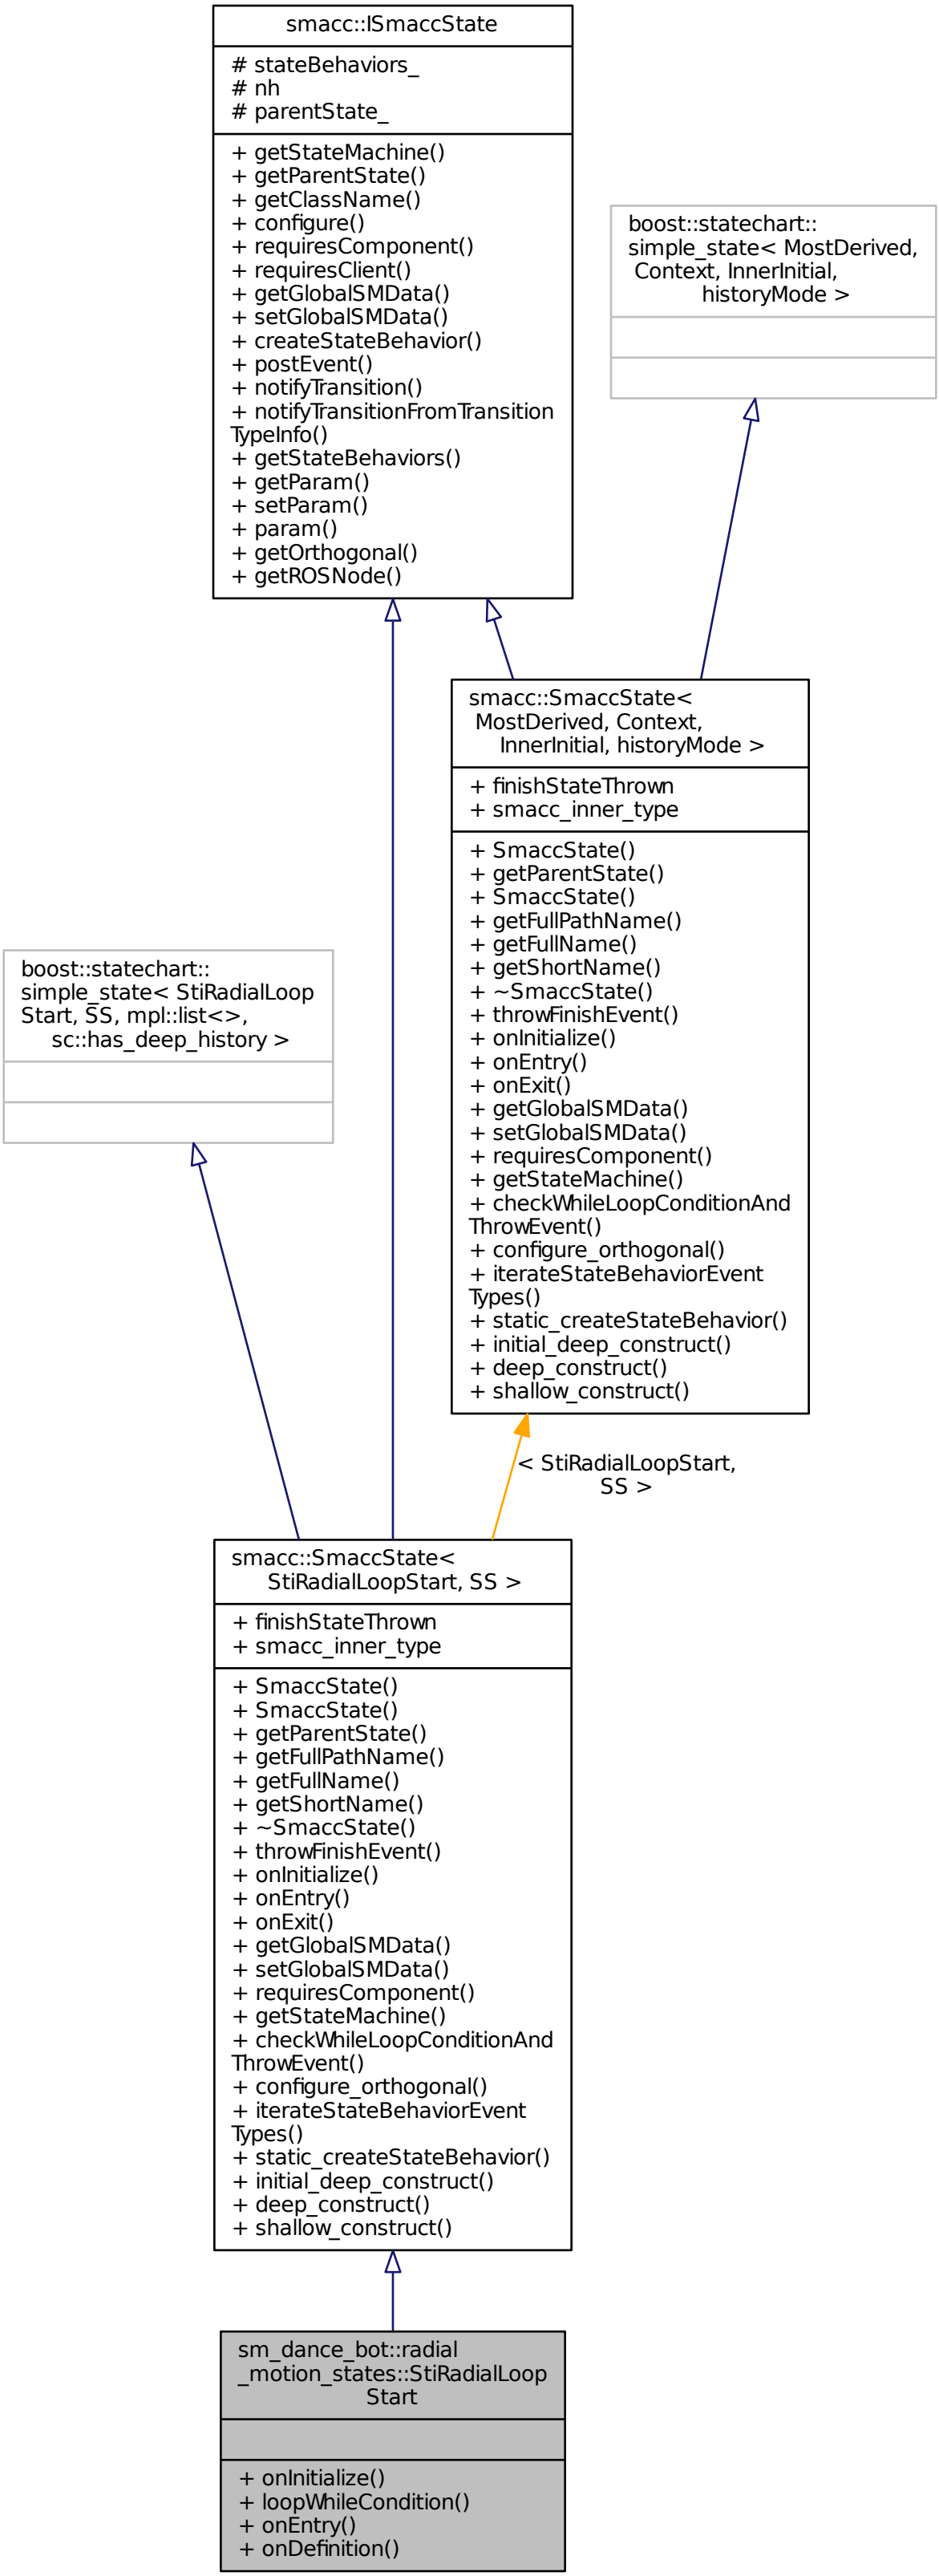 smacc::ISmaccState
# stateBehaviors_
# nh
# parentState_
+ getStateMachine()
+ getParentState()
+ getClassName()
+ configure()
+ requiresComponent()
+ requiresClient()
+ getGlobalSMData()
+ setGlobalSMData()
+ createStateBehavior()
+ postEvent()
+ notifyTransition()
+ notifyTransitionFromTransition
TypeInfo()
+ getStateBehaviors()
+ getParam()
+ setParam()
+ param()
+ getOrthogonal()
+ getROSNode()
boost::statechart::
simple_state< MostDerived,
Context, InnerInitial,
historyMode >
smacc::SmaccState<
MostDerived, Context,
InnerInitial, historyMode >
+ finishStateThrown
+ smacc_inner_type
+ SmaccState()
+ getParentState()
+ SmaccState()
+ getFullPathName()
+ getFullName()
+ getShortName()
+ ~SmaccState()
+ throwFinishEvent()
+ onInitialize()
+ onEntry()
+ onExit()
+ getGlobalSMData()
+ setGlobalSMData()
+ requiresComponent()
+ getStateMachine()
+ checkWhileLoopConditionAnd
ThrowEvent()
+ configure_orthogonal()
+ iterateStateBehaviorEvent
Types()
+ static_createStateBehavior()
+ initial_deep_construct()
+ deep_construct()
+ shallow_construct()
boost::statechart::
simple_state< StiRadialLoop
Start, SS, mpl::list<>,
sc::has_deep_history >
< StiRadialLoopStart,
SS >
smacc::SmaccState<
StiRadialLoopStart, SS >
+ finishStateThrown
+ smacc_inner_type
+ SmaccState()
+ SmaccState()
+ getParentState()
+ getFullPathName()
+ getFullName()
+ getShortName()
+ ~SmaccState()
+ throwFinishEvent()
+ onInitialize()
+ onEntry()
+ onExit()
+ getGlobalSMData()
+ setGlobalSMData()
+ requiresComponent()
+ getStateMachine()
+ checkWhileLoopConditionAnd
ThrowEvent()
+ configure_orthogonal()
+ iterateStateBehaviorEvent
Types()
+ static_createStateBehavior()
+ initial_deep_construct()
+ deep_construct()
+ shallow_construct()
sm_dance_bot::radial
_motion_states::StiRadialLoop
Start
+ onInitialize()
+ loopWhileCondition()
+ onEntry()
+ onDefinition()